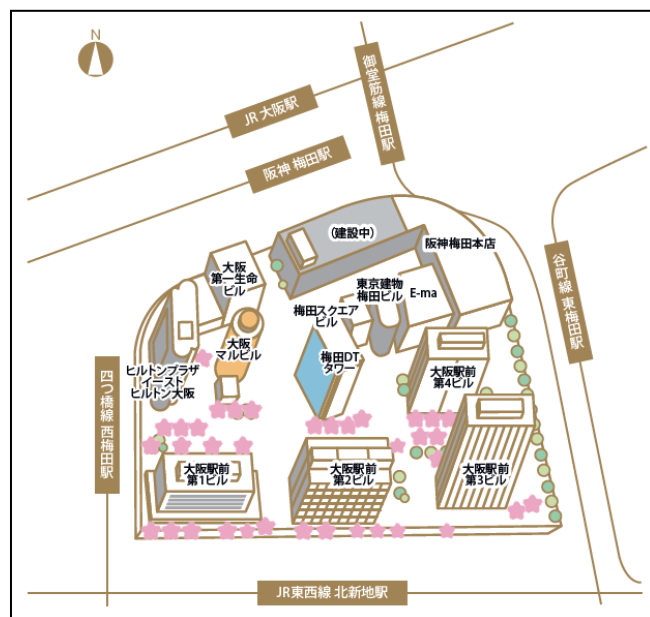 N
JR 大阪駅
御堂筋線 梅田駅
阪神 梅田駅
(建設中)
阪神梅田本店
大阪
第一生命
ビル
東京建物
梅田ビル
E-ma
梅田スクエア
ビル
大阪
マルビル
谷町線 東梅田駅
ヒルトンプラザ
イースト
ヒルトン大阪
梅田DT
タワー
大阪駅前
第4ビル
四つ橋線 西梅田駅
大阪駅前
第1ビル
大阪駅前
第2ビル
大阪駅前
第3ビル
JR東西線 北新地駅